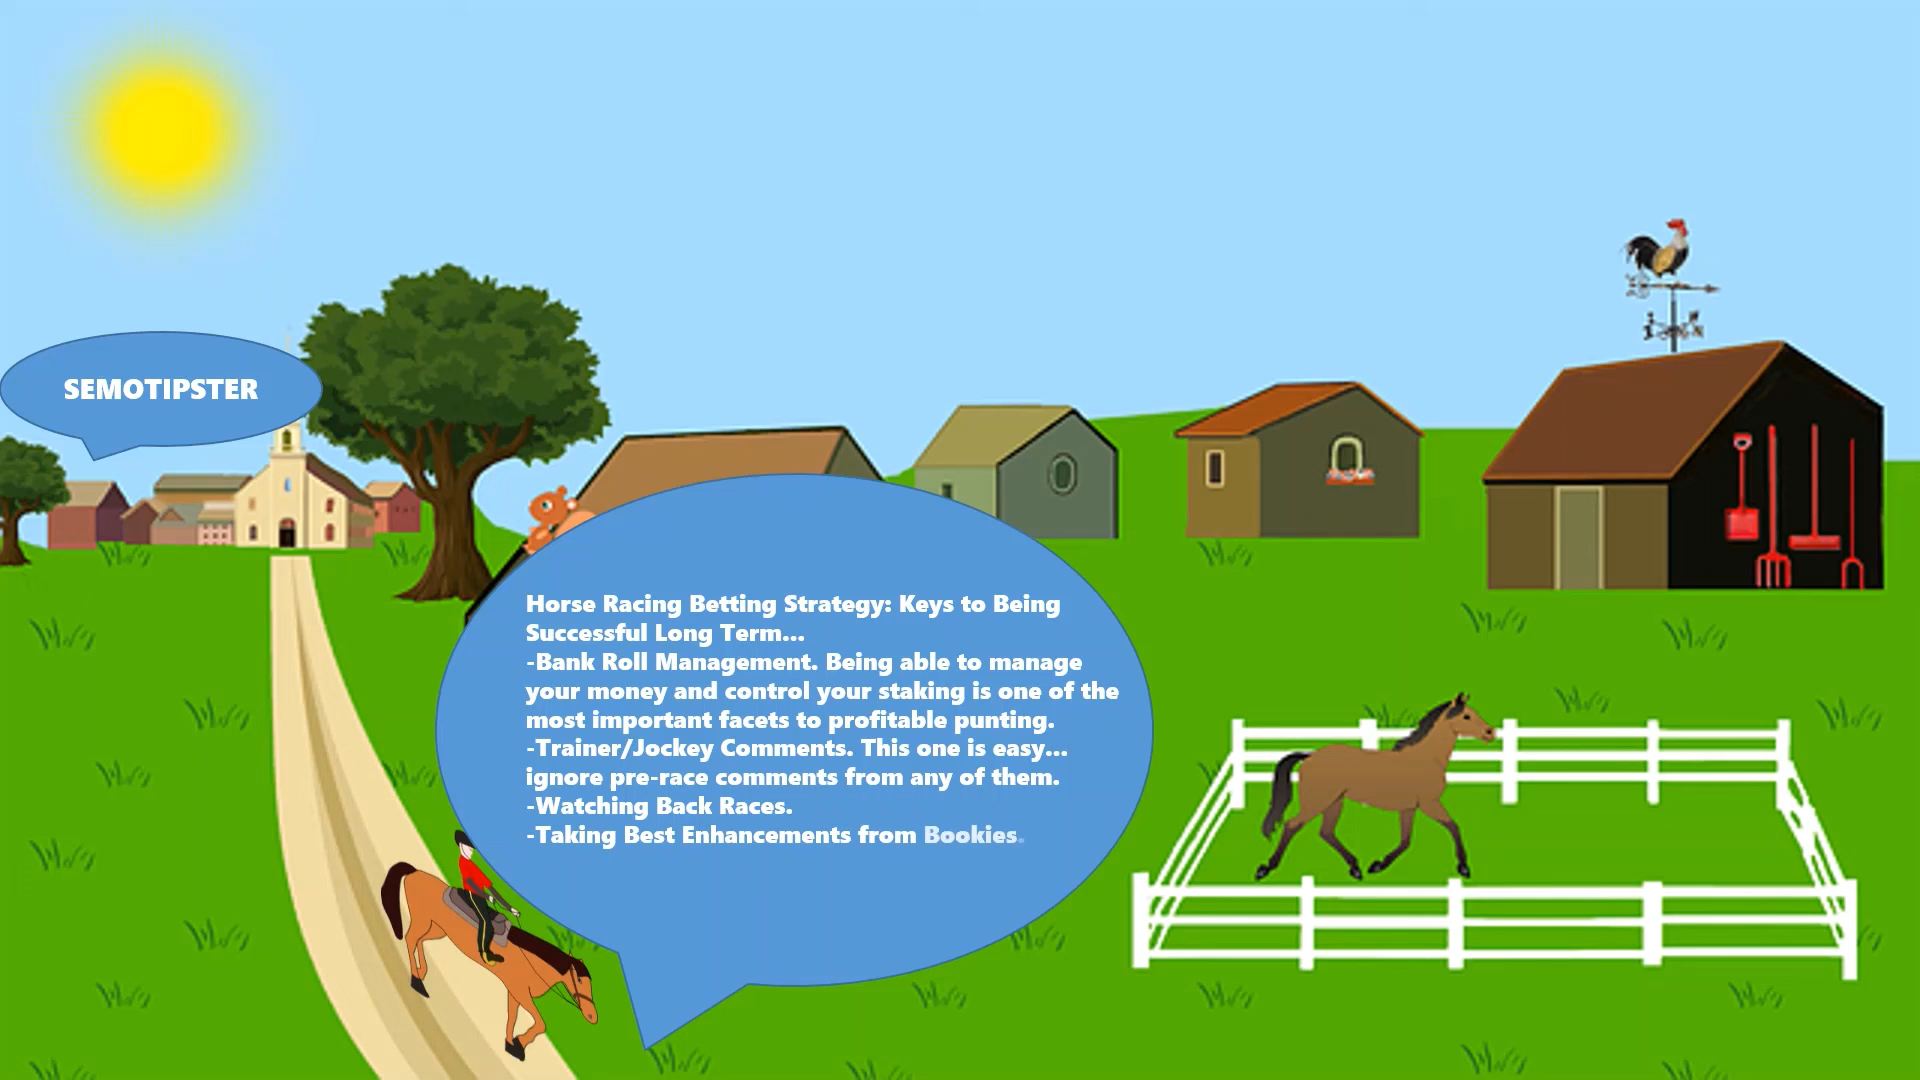 SEMOTIPSTER
Horse Racing Betting Strategy: Keys to Being
Successful Long Term...
-Bank Roll Management. Being able to manage
your money and control your staking is one of the
most important facets to profitable punting.
-Trainer/Jockey Comments. This one is easy...
ignore pre-race comments from any of them.
-Watching Back Races.
-Taking Best Enhancements from Bookies.